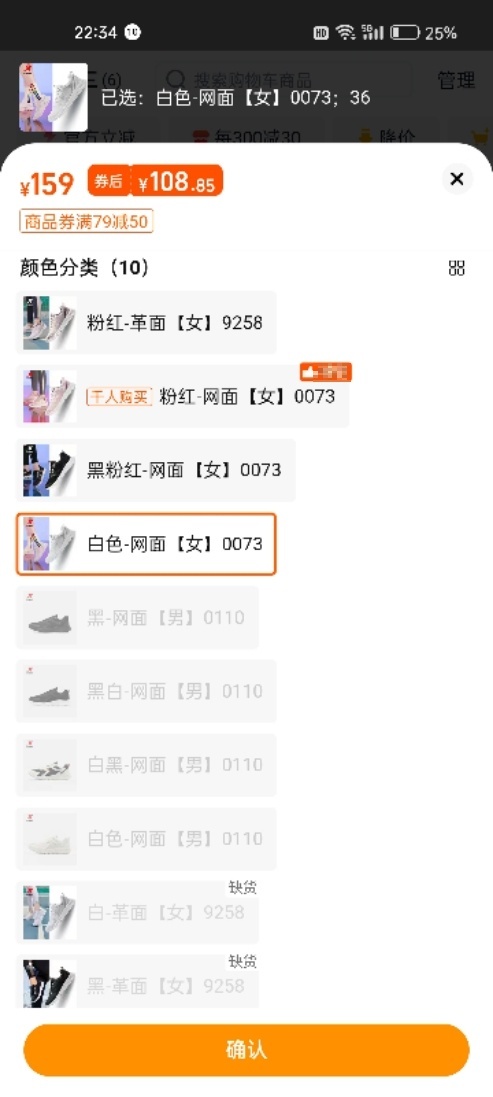 22:34
HD
5G
25%
(6)
搜索购物车商品
管理
已选：白色-网面【女】0073；36
官方立减
每300减30
降价
¥159
券后 ¥108.85
商品券满79减50
颜色分类（10）
粉红-革面【女】9258
千人购买 粉红-网面【女】0073
黑粉红-网面【女】0073
白色-网面【女】0073
黑-网面【男】0110
黑白-网面【男】0110
白黑-网面【男】0110
白色-网面【男】0110
缺货
白-革面【女】9258
缺货
黑-革面【女】9258
确认